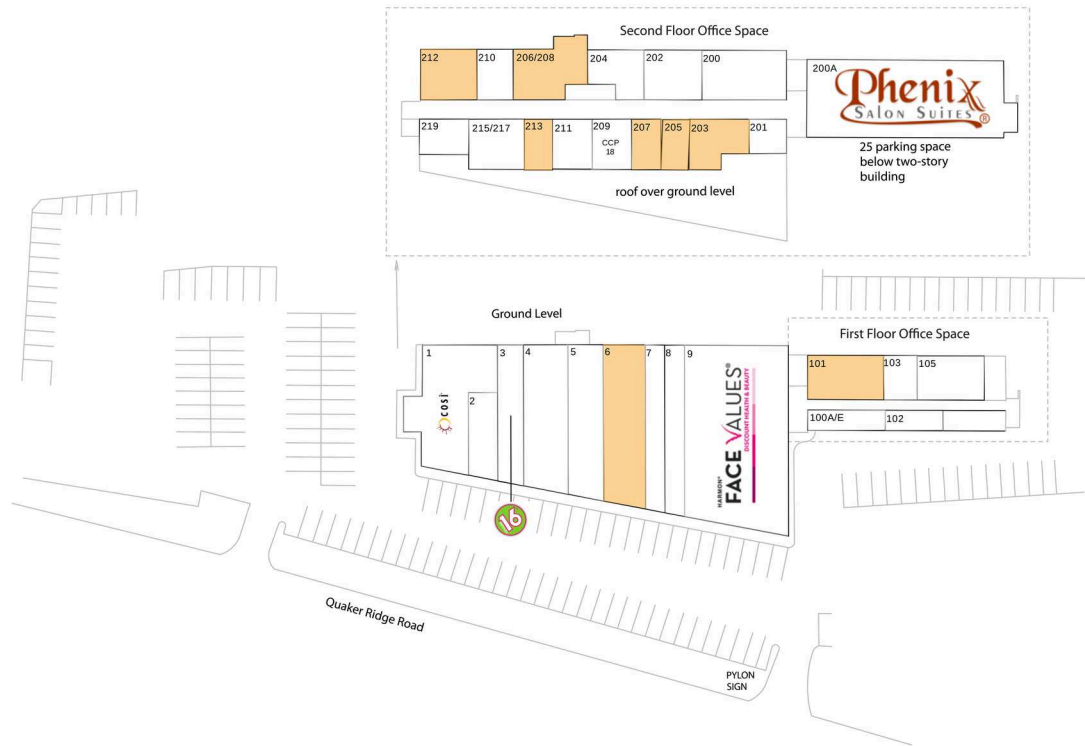 Second Floor Office Space
212
210
206/208
204
202
200
200A
Phenix
SALON SUITES®
219
215/217
213
211
209
CCP
18
207
205
203
201
25 parking space
below two-story
building
roof over ground level
Ground Level
First Floor Office Space
1
2
3
4
5
6
7
8
9
cosi
HARMON®
FACE VALUES®
DISCOUNT HEALTH & BEAUTY
101
103
105
100A/E
102
16
Quaker Ridge Road
PYLON
SIGN